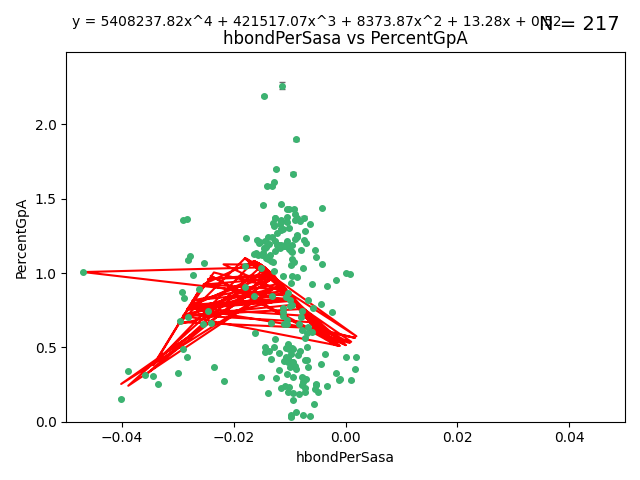 y = 5408237.82x^4 + 421517.07x^3 + 8373.87x^2 + 13.28x + 0.52
N = 217
hbondPerSasa vs PercentGpA
PercentGpA
2.0
1.5
1.0
0.5
0.0
−0.04 −0.02 0.00 0.02 0.04
hbondPerSasa